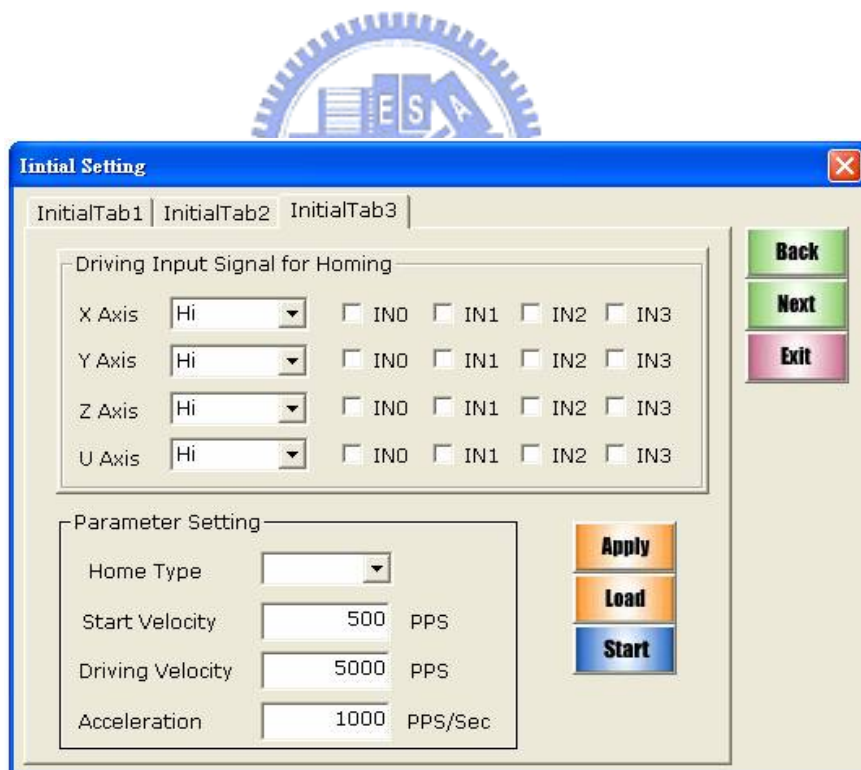 ESA
Iintial Setting
InitialTab1 InitialTab2 InitialTab3
Driving Input Signal for Homing
X Axis Hi IN0 IN1 IN2 IN3
Y Axis Hi IN0 IN1 IN2 IN3
Z Axis Hi IN0 IN1 IN2 IN3
U Axis Hi IN0 IN1 IN2 IN3
Back
Next
Exit
Parameter Setting
Home Type
Start Velocity 500 PPS
Driving Velocity 5000 PPS
Acceleration 1000 PPS/Sec
Apply
Load
Start